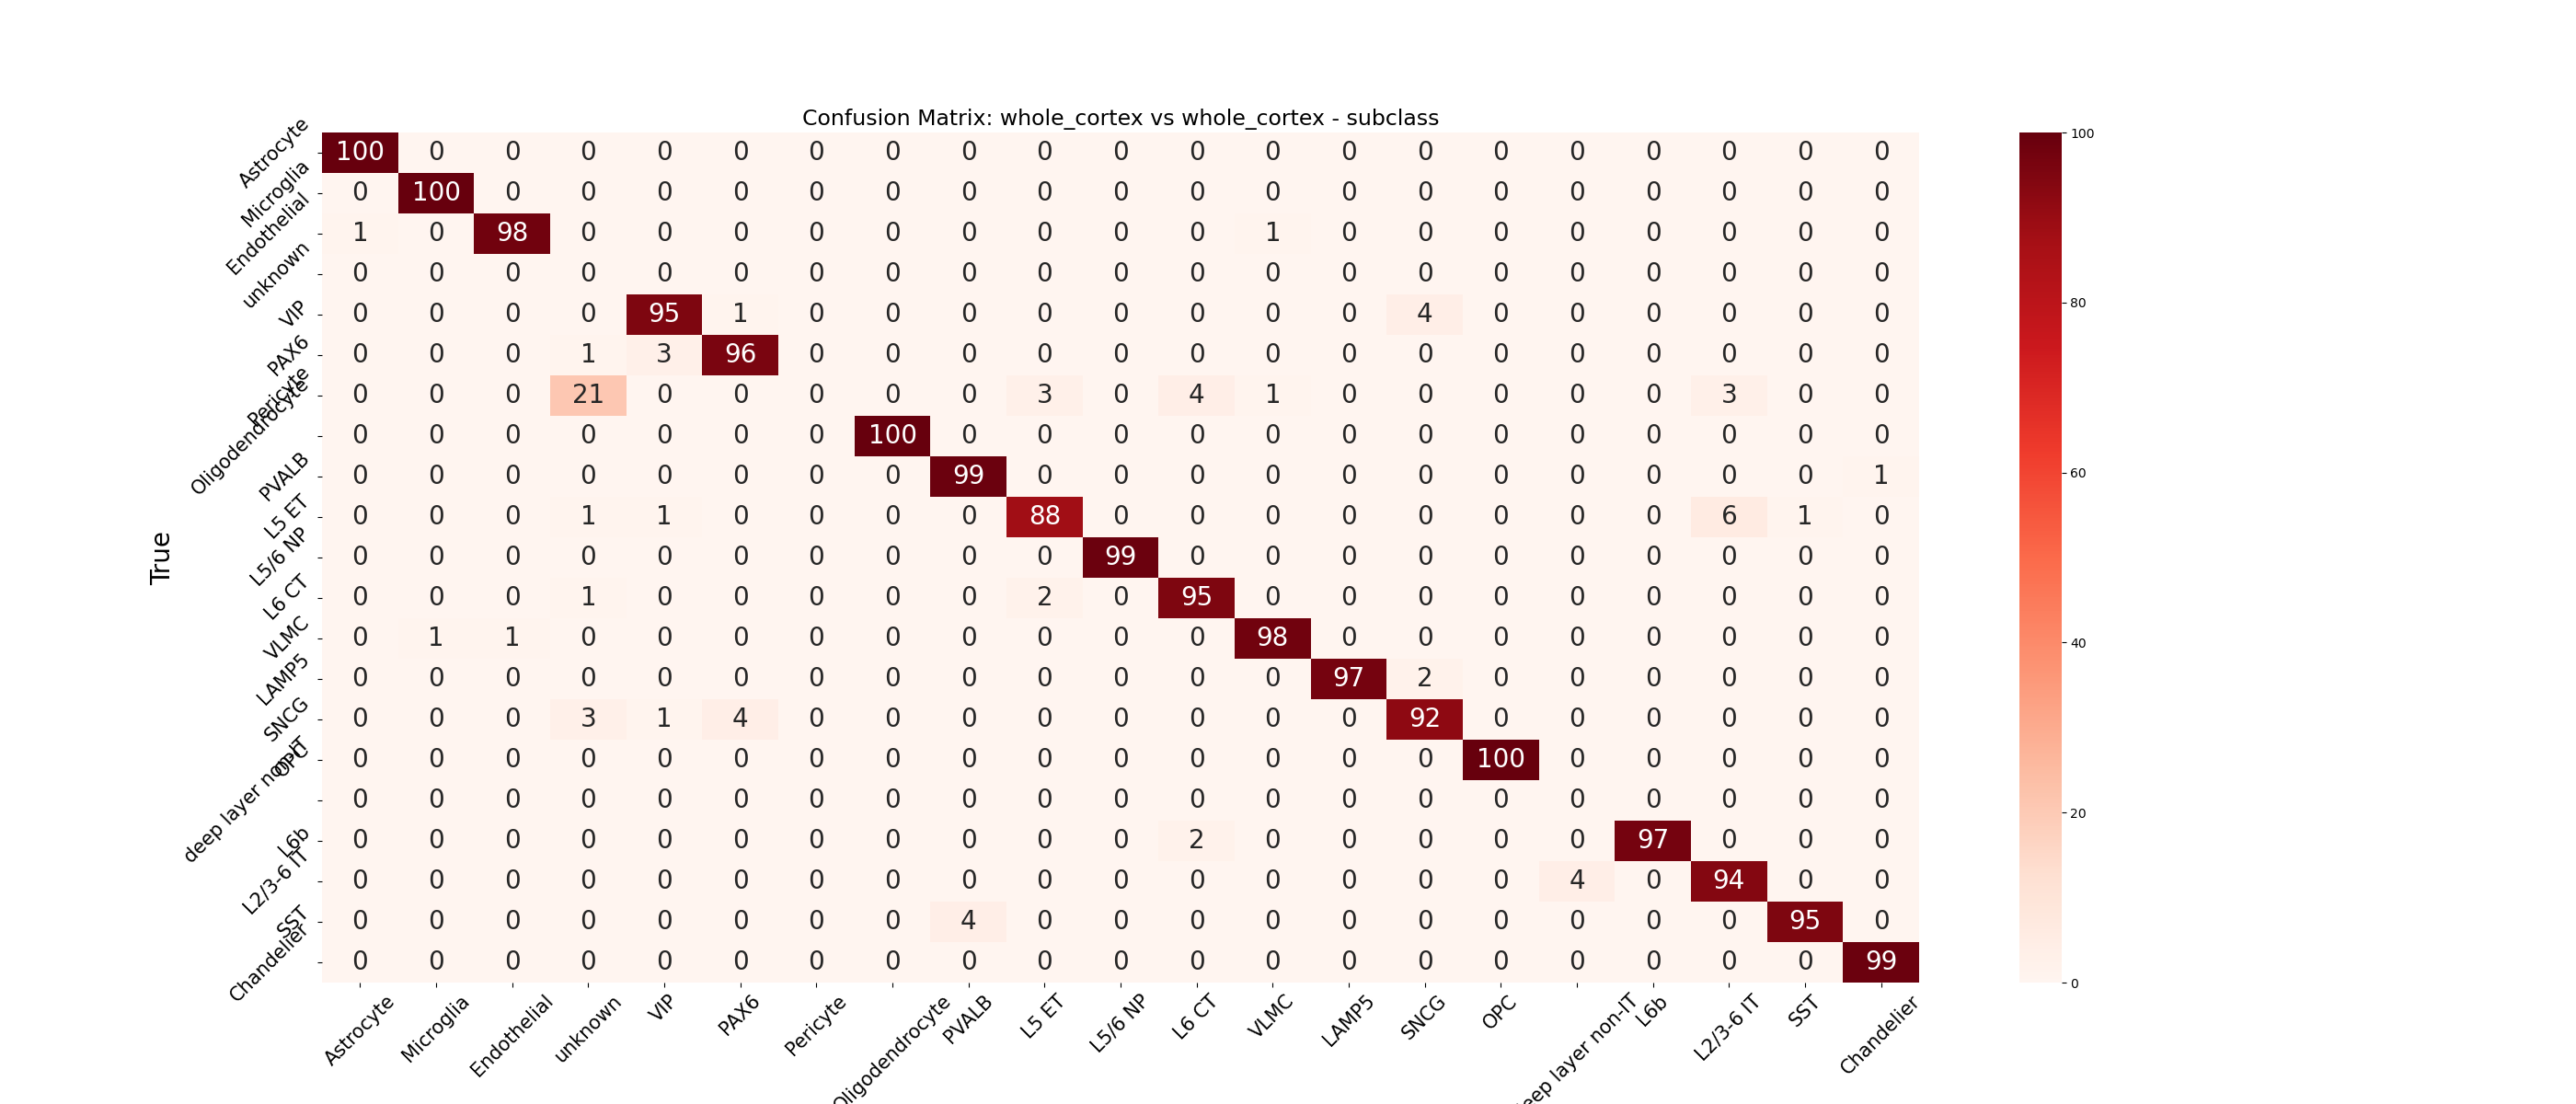 Confusion Matrix: whole_cortex vs whole_cortex - subclass
Astrocyte 100 0 0 0 0 0 0 0 0 0 0 0 0 0 0 0 0 0 0 0 0
Microglia 0 100 0 0 0 0 0 0 0 0 0 0 0 0 0 0 0 0 0 0 0
Endothelial 1 0 98 0 0 0 0 0 0 0 0 0 1 0 0 0 0 0 0 0 0
unknown 0 0 0 0 0 0 0 0 0 0 0 0 0 0 0 0 0 0 0 0 0
VIP 0 0 0 0 95 1 0 0 0 0 0 0 0 0 4 0 0 0 0 0 0
PAX6 0 0 0 1 3 96 0 0 0 0 0 0 0 0 0 0 0 0 0 0 0
Pericyte 0 0 0 21 0 0 0 0 0 3 0 4 1 0 0 0 0 0 3 0 0
Oligodendrocyte 0 0 0 0 0 0 0 100 0 0 0 0 0 0 0 0 0 0 0 0 0
PVALB 0 0 0 0 0 0 0 0 99 0 0 0 0 0 0 0 0 0 0 0 1
L5 ET 0 0 0 1 1 0 0 0 0 88 0 0 0 0 0 0 0 0 6 1 0
L5/6 NP 0 0 0 0 0 0 0 0 0 0 99 0 0 0 0 0 0 0 0 0 0
L6 CT 0 0 0 1 0 0 0 0 0 2 0 95 0 0 0 0 0 0 0 0 0
VLMC 0 1 1 0 0 0 0 0 0 0 0 0 98 0 0 0 0 0 0 0 0
LAMP5 0 0 0 0 0 0 0 0 0 0 0 0 0 97 2 0 0 0 0 0 0
SNCG 0 0 0 3 1 4 0 0 0 0 0 0 0 0 92 0 0 0 0 0 0
OPC 0 0 0 0 0 0 0 0 0 0 0 0 0 0 0 100 0 0 0 0 0
deep layer non-IT 0 0 0 0 0 0 0 0 0 0 0 0 0 0 0 0 0 0 0 0 0
L6b 0 0 0 0 0 0 0 0 0 0 0 2 0 0 0 0 0 97 0 0 0
L2/3-6 IT 0 0 0 0 0 0 0 0 0 0 0 0 0 0 0 0 4 0 94 0 0
SST 0 0 0 0 0 0 0 0 4 0 0 0 0 0 0 0 0 0 0 95 0
Chandelier 0 0 0 0 0 0 0 0 0 0 0 0 0 0 0 0 0 0 0 0 99
True
Astrocyte Microglia Endothelial unknown VIP PAX6 Pericyte Oligodendrocyte PVALB L5 ET L5/6 NP L6 CT VLMC LAMP5 SNCG OPC deep layer non-IT L6b L2/3-6 IT SST Chandelier
100
80
60
40
20
0